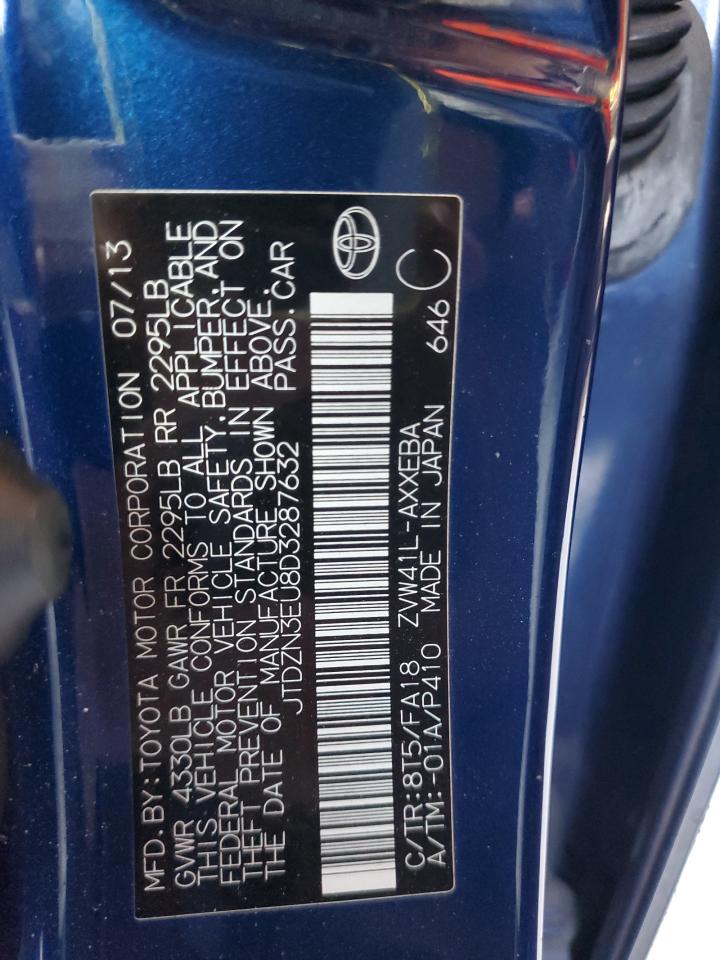 MFD. BY: TOYOTA MOTOR CORPORATION 07/13
GVWR 4330LB GAWR FR 2295LB RR 2295LB
THIS VEHICLE CONFORMS TO ALL APPLICABLE
FEDERAL MOTOR VEHICLE SAFETY, BUMPER, AND
THEFT PREVENTION STANDARDS IN EFFECT ON
THE DATE OF MANUFACTURE SHOWN ABOVE.
JTDZN3EU8D3287632 PASS. CAR
C/TR: 8T5/FA18 ZVW41L-AXXEBA
A/TM: -01A/P410 MADE IN JAPAN 646 C